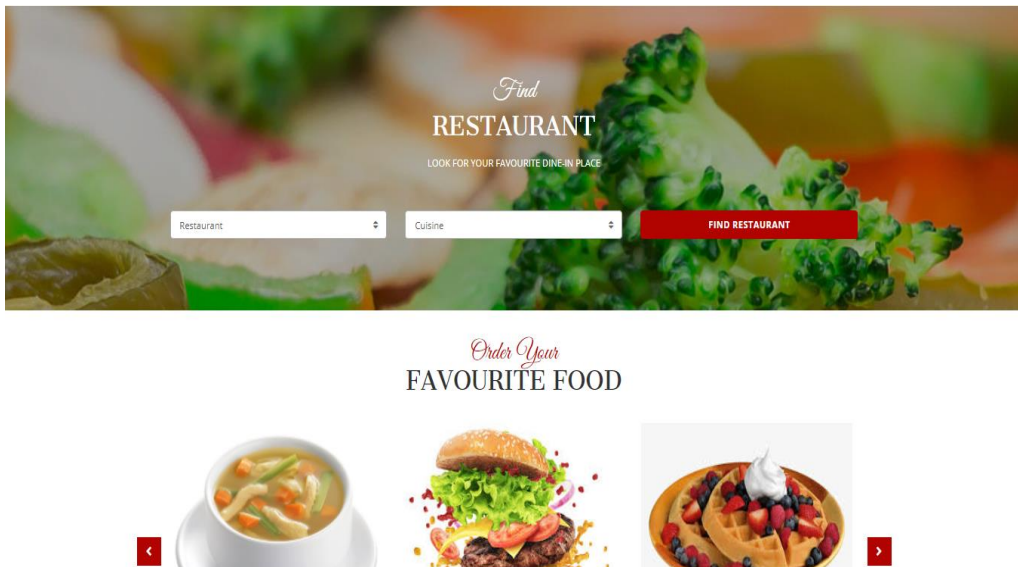 Find
RESTAURANT
LOOK FOR YOUR FAVOURITE DINE-IN PLACE
Restaurant
Cuisine
FIND RESTAURANT
Order Your
FAVOURITE FOOD